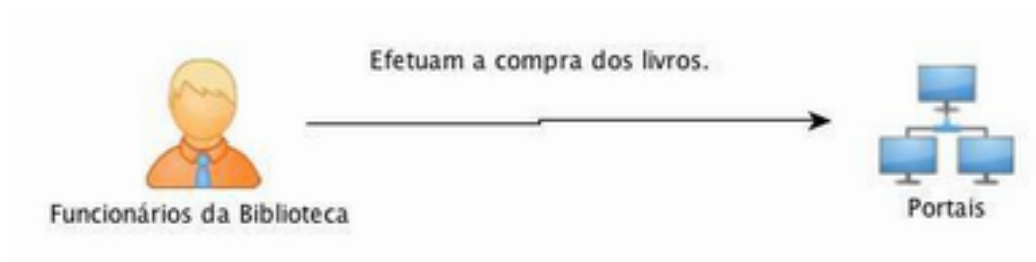 Efetuam a compra dos livros.
Funcionários da Biblioteca
Portais